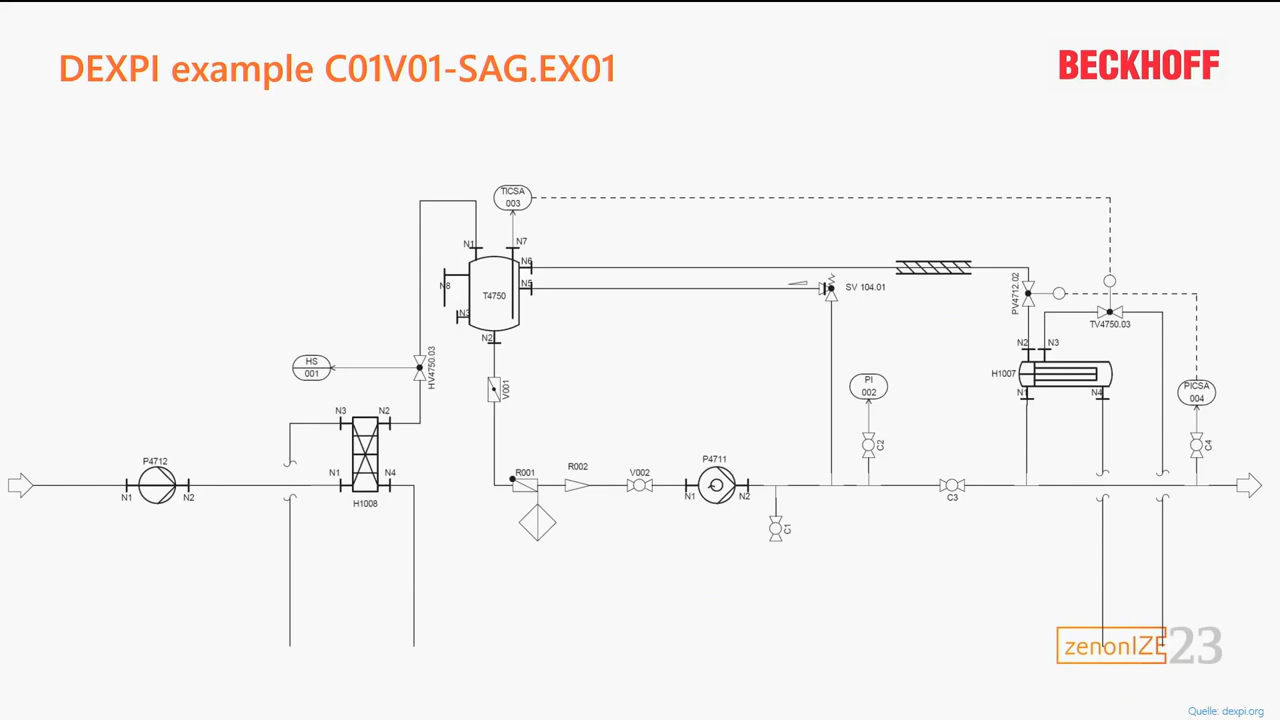 DEXPI example C01V01-SAG.EX01
BECKHOFF
TICSA
003
N1
N7
N6
N8
T4750
N5
N3
N2
SV 104.01
PV4712.02
TV4750.03
HS
001
HV4750.03
V001
PI
002
C2
N2
N3
H1007
N1
N4
PICSA
004
C4
N3
N2
N1
N4
H1008
P4712
N1
N2
R001
R002
V002
P4711
N1
N2
C1
C3
zenonIZE23
Quelle: dexpi.org